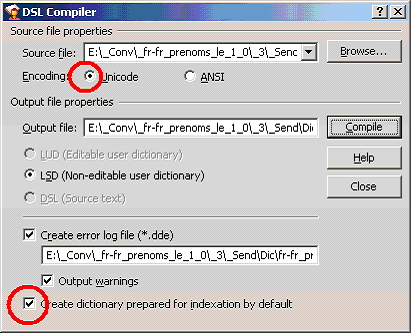 DSL Compiler
Source file properties
Source file: E:\_Conv\_fr-fr_prenoms_le_1_0\_3\_Senc Browse...
Encoding: Unicode ANSI
Output file properties
Output file: E:\_Conv\_fr-fr_prenoms_le_1_0\_3\_Send\Dic Compile
LUD (Editable user dictionary)
Help
LSD (Non-editable user dictionary)
Close
DSL (Source text)
Create error log file (*.dde)
E:\_Conv\_fr-fr_prenoms_le_1_0\_3\_Send\Dic\fr-fr_pr
Output warnings
Create dictionary prepared for indexation by default